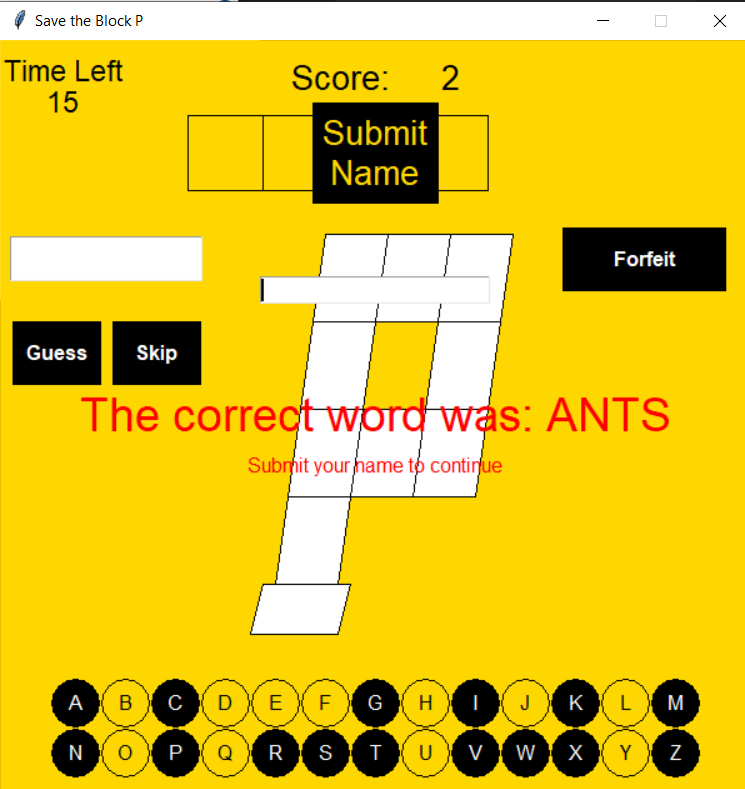 Save the Block P
Time Left
15
Score: 2
Submit
Name
Forfeit
Guess Skip
The correct word was: ANTS
Submit your name to continue
A B C D E F G H I J K L M
N O P Q R S T U V W X Y Z